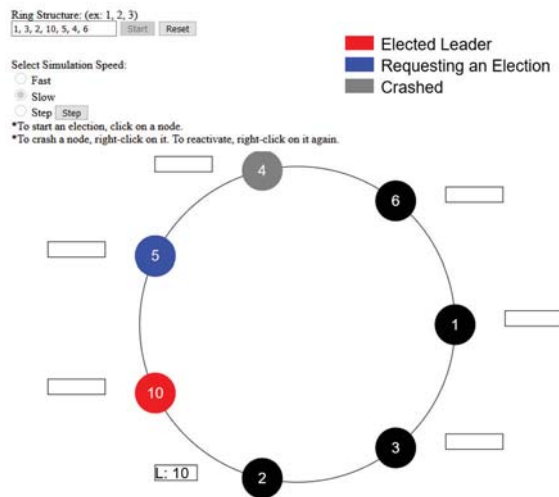 Ring Structure: (ex: 1, 2, 3)
1, 3, 2, 10, 5, 4, 6 Start Reset
Select Simulation Speed:
Fast
Slow
Step Step
*To start an election, click on a node.
*To crash a node, right-click on it. To reactivate, right-click on it again.
Elected Leader
Requesting an Election
Crashed
4
6
5
1
10
3
L: 10
2